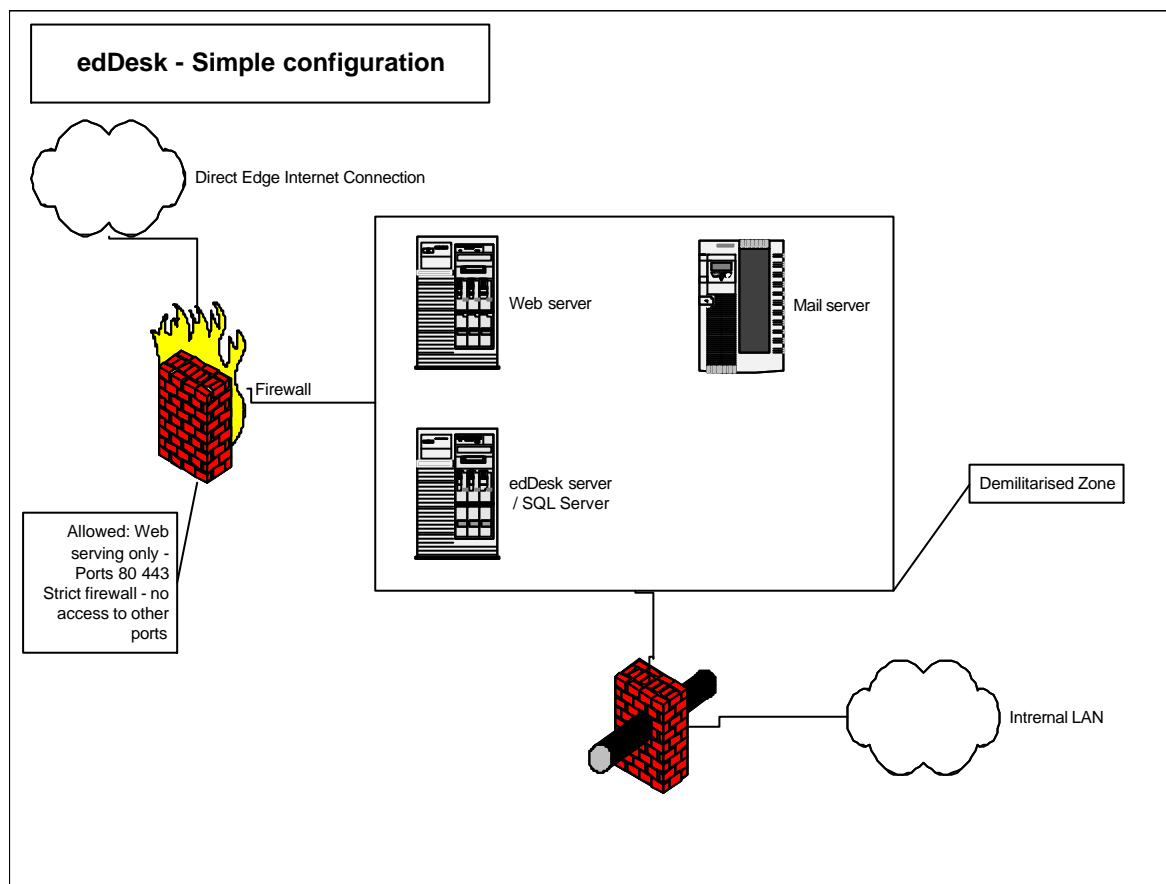 edDesk - Simple configuration
Direct Edge Internet Connection
Web server
Mail server
Firewall
edDesk server
/ SQL Server
Demilitarised Zone
Allowed: Web
serving only -
Ports 80 443
Strict firewall - no
access to other
ports
Intrernal LAN